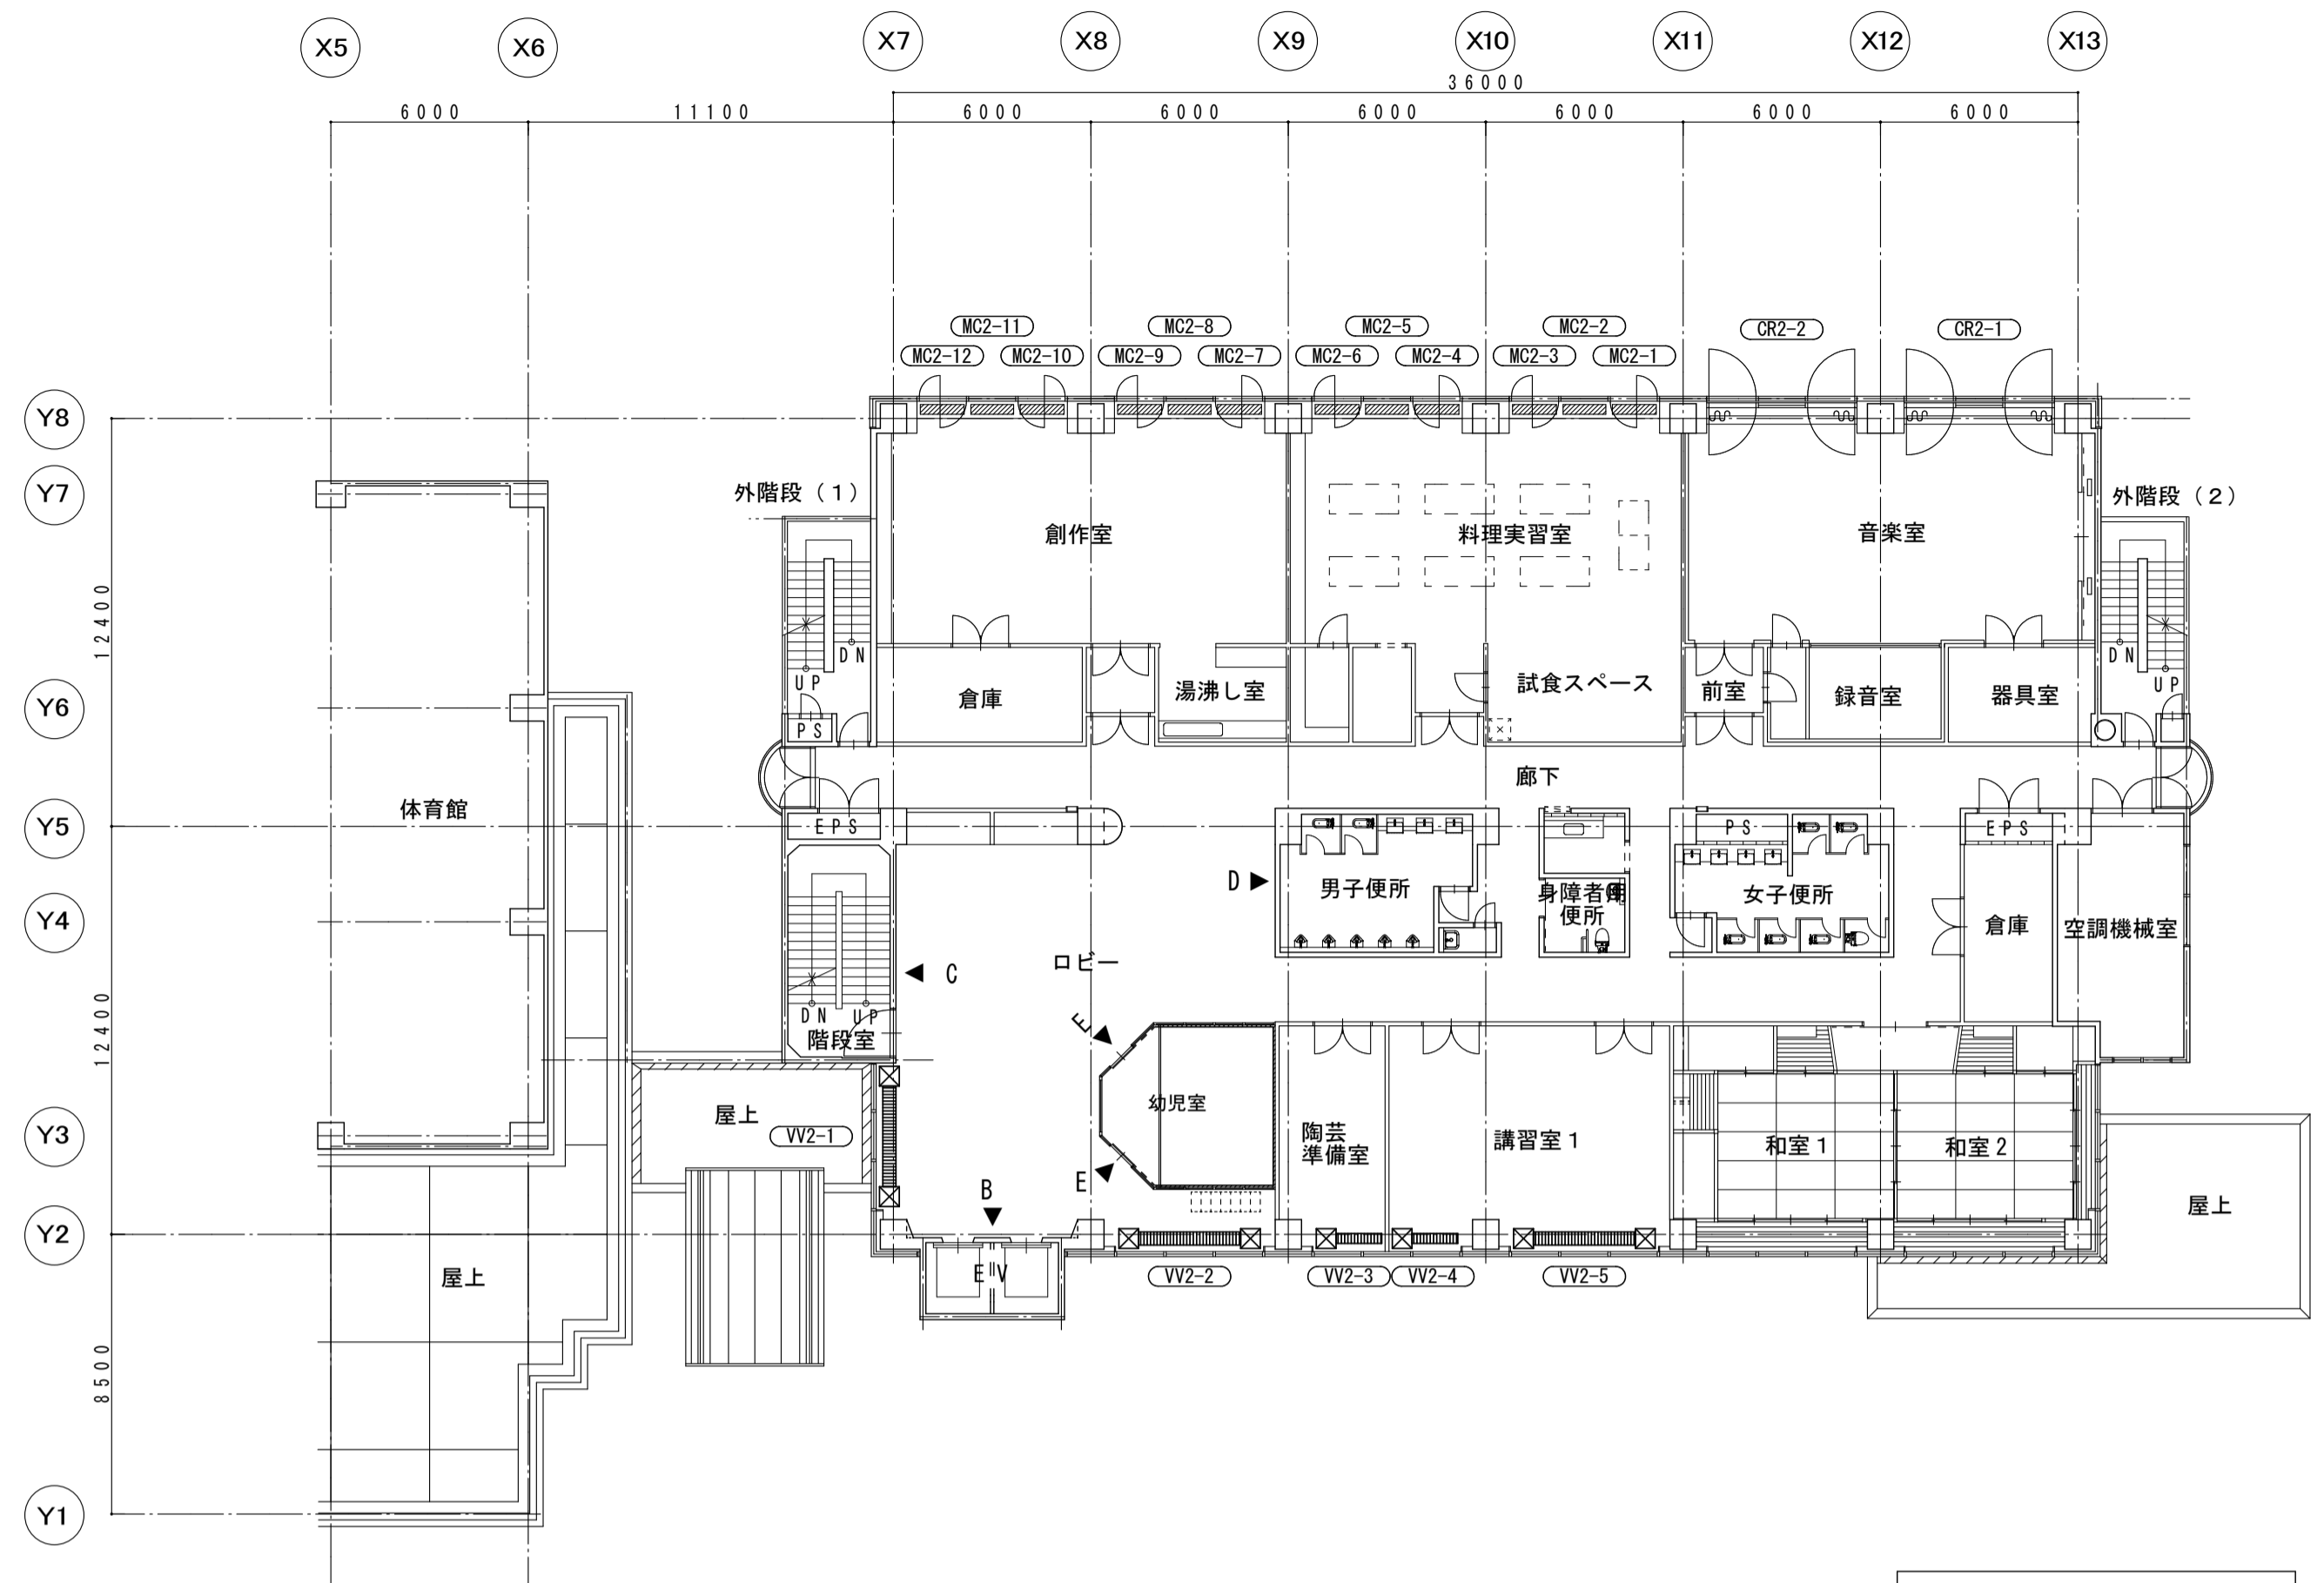 X5 X6 X7 X8 X9 X10 X11 X12 X13
36000
6000 11100 6000 6000 6000 6000 6000 6000
MC2-11 MC2-8 MC2-5 MC2-2 CR2-2 CR2-1
MC2-12 MC2-10 MC2-9 MC2-7 MC2-6 MC2-4 MC2-3 MC2-1
Y8
Y7
外階段（1） 外階段（2）
創作室 料理実習室 音楽室
12400
DN DN
UP UP
倉庫 湯沸し室 試食スペース 前室 録音室 器具室
Y6
PS
廊下
体育館
Y5
EPS PS EPS
D 男子便所 身障者用 女子便所
便所
Y4
倉庫 空調機械室
ロビー
C
12400
DN UP
階段室
E
幼児室
屋上
VV2-1
Y3
陶芸
準備室
講習室1 和室1 和室2
E
B
屋上
Y2
EV
屋上
VV2-2 VV2-3 VV2-4 VV2-5
8500
Y1